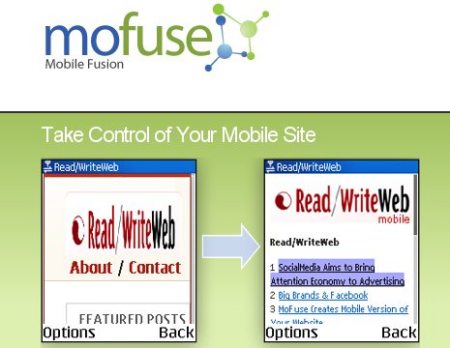 mofuse
Mobile Fusion
Take Control of Your Mobile Site
Read/WriteWeb
Read/WriteWeb
About / Contact
FEATURED POSTS
Options Back
Read/WriteWeb
Read/WriteWeb
mobile
Read/WriteWeb
1 SocialMedia Aims to Bring
Attention Economy to Advertising
2 Big Brands & Facebook
3 MoFuse Creates Mobile Version of
Your Website
Options Back